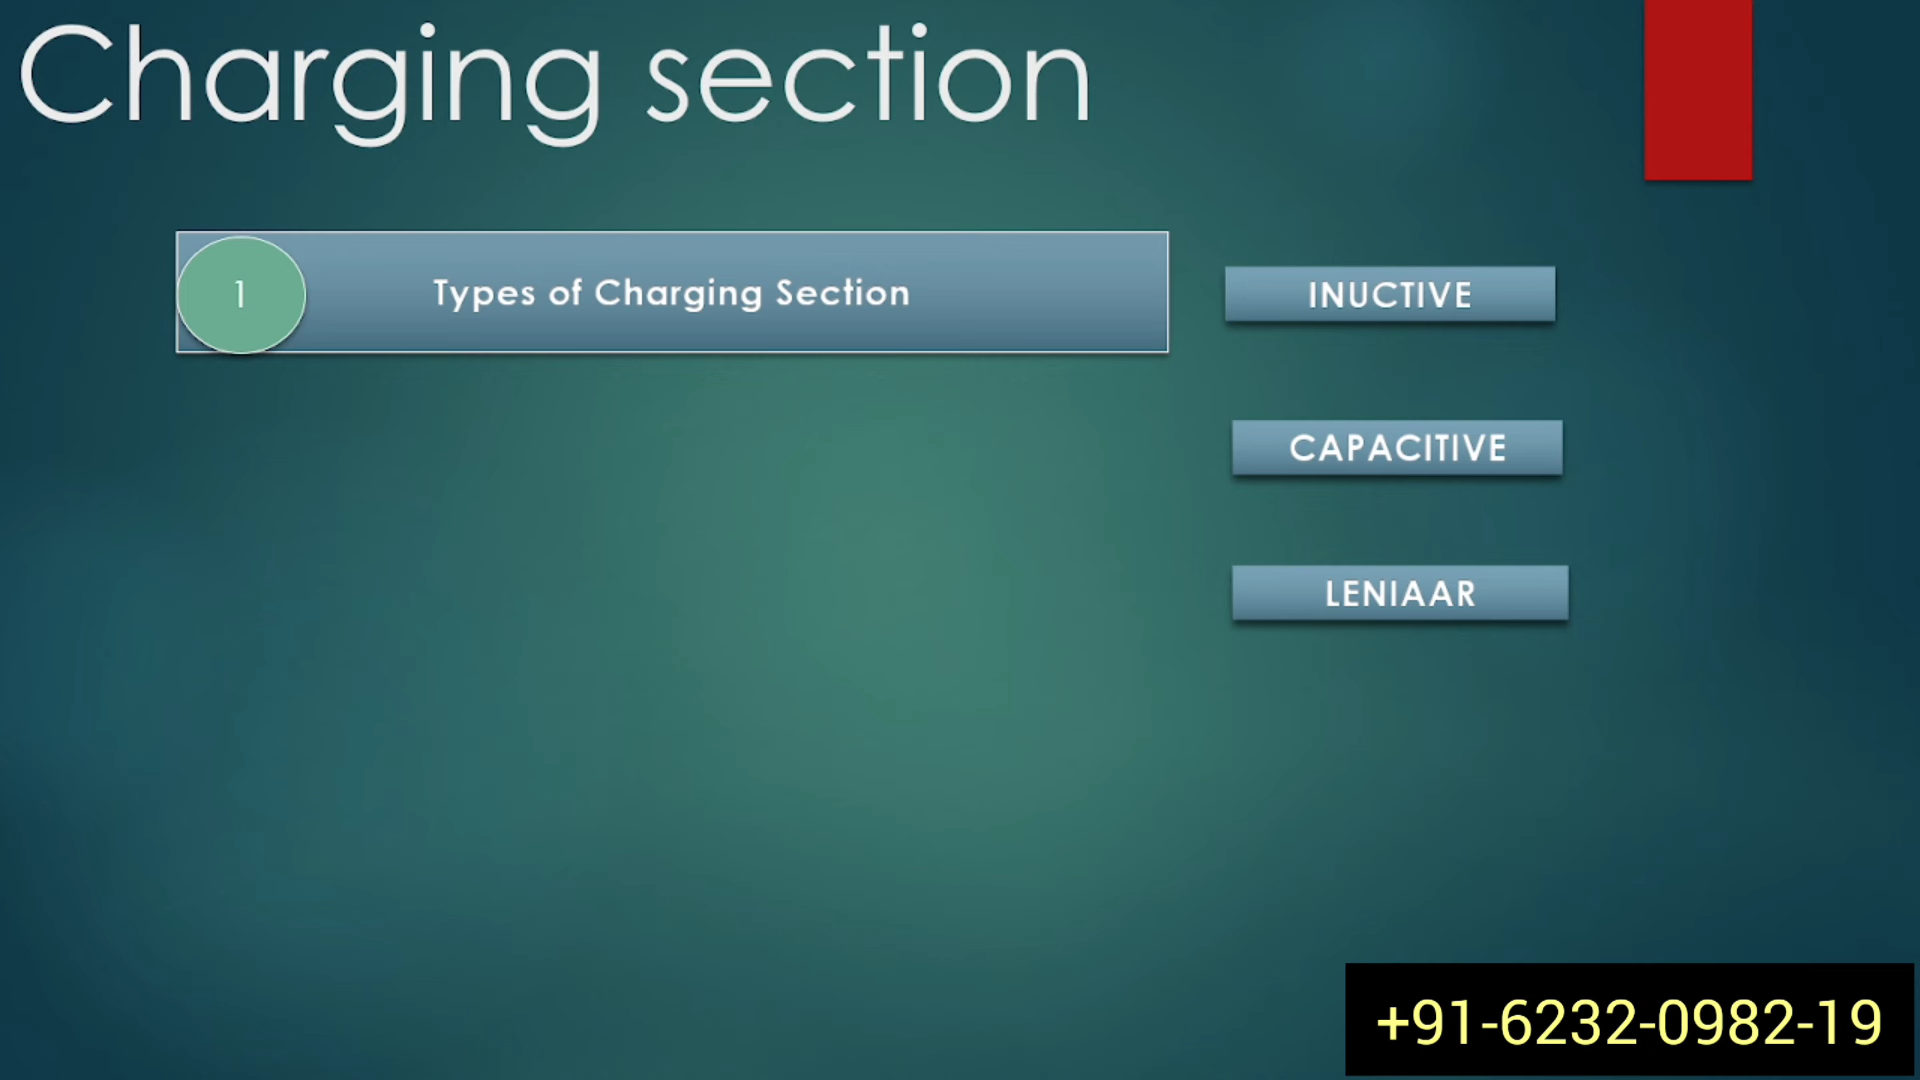 Charging section
1
Types of Charging Section
INUCTIVE
CAPACITIVE
LENIAAR
+91-6232-0982-19